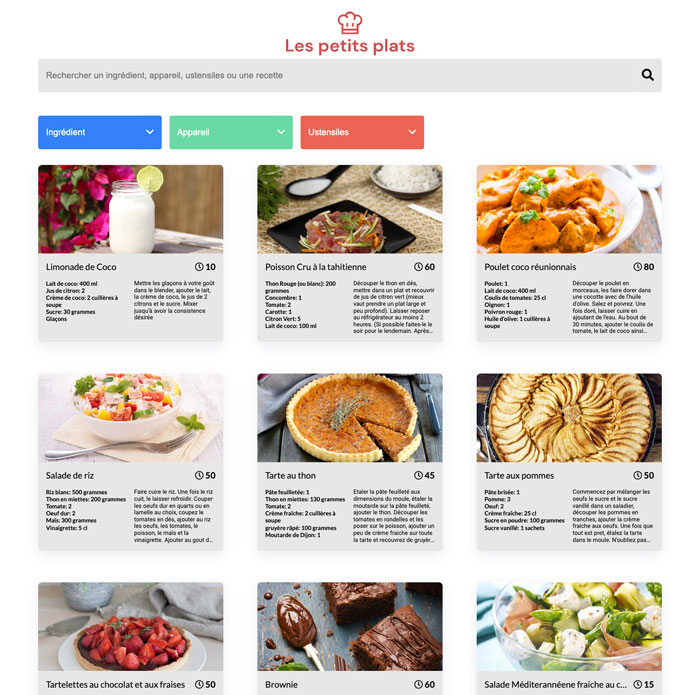 Les petits plats
Rechercher un ingrédient, appareil, ustensiles ou une recette
Ingrédient
Appareil
Ustensiles
Limonade de Coco
10
Lait de coco: 400 ml
Jus de citron: 2
Crème de coco: 2 cuillères à
soupe
Sucre: 30 grammes
Glaçons
Mettre les glaçons à votre goût
dans le blender, ajouter le lait,
la crème de coco, le jus de 2
citrons et le sucre. Mixer
jusqu'à avoir la consistence
désirée
Poisson Cru à la tahitienne
60
Thon Rouge (ou blanc): 200
grammes
Concombre: 1
Tomate: 2
Carotte: 1
Citron Vert: 5
Lait de coco: 100 ml
Découper le thon en dés,
mettre dans un plat et recouvrir
de jus de citron vert (mieux
vaut prendre un plat large et
peu profond). Laisser reposer
au réfrigérateur au moins 2
heures. (Si possible faites-le le
soir pour le lendemain. Après...
Poulet coco réunionnais
80
Poulet: 1
Lait de coco: 400 ml
Coulis de tomates: 25 cl
Oignon: 1
Poivron rouge: 1
Huile d'olive: 1 cuillères à
soupe
Découper le poulet en
morceaux, les faire dorer dans
une cocotte avec de l'huile
d'olive. Salez et poivrez. Une
fois doré, laisser cuire en
ajoutant de l'eau. Au bout de
30 minutes, ajouter le coulis de
tomate, le lait de coco ainsi...
Salade de riz
50
Riz blanc: 500 grammes
Thon en miettes: 200 grammes
Tomate: 2
Oeuf dur: 2
Maïs: 300 grammes
Vinaigrette: 5 cl
Faire cuire le riz. Une fois le riz
cuit, le laisser refroidir. Couper
les oeufs dur en quarts ou en
lamelle au choix, coupez le
tomates en dés, ajouter au riz
les oeufs, les tomates, le
poisson, le maïs et la
vinaigrette. Ajouter au gout d...
Tarte au thon
45
Pâte feuilletée: 1
Thon en miettes: 130 grammes
Tomate: 2
Crème fraîche: 2 cuillères à
soupe
gruyère râpé: 100 grammes
Moutarde de Dijon: 1
Etaler la pâte feuilleté aux
dimensions du moule, étaler la
moutarde sur la pâte feuilleté,
ajouter le thon. Découper les
tomates en rondelles et les
poser sur le poisson, ajouter un
peu de crème fraîche sur toute
la tarte et recouvrez de gruyèr...
Tarte aux pommes
50
Pâte brisée: 1
Pomme: 3
Oeuf: 2
Crème fraîche: 25 cl
Sucre en poudre: 100 grammes
Sucre vanillé: 1 sachets
Commencez par mélanger les
oeufs le sucre et le sucre
vanillé dans un saladier,
découper les pommes en
tranches, ajouter la crème
fraîche aux oeufs. Une fois que
tout est pret, étalez la tarte
dans le moule. N'oubliez pas...
Tartelettes au chocolat et aux fraises
50
Brownie
60
Salade Méditerannéene fraiche au c...
15